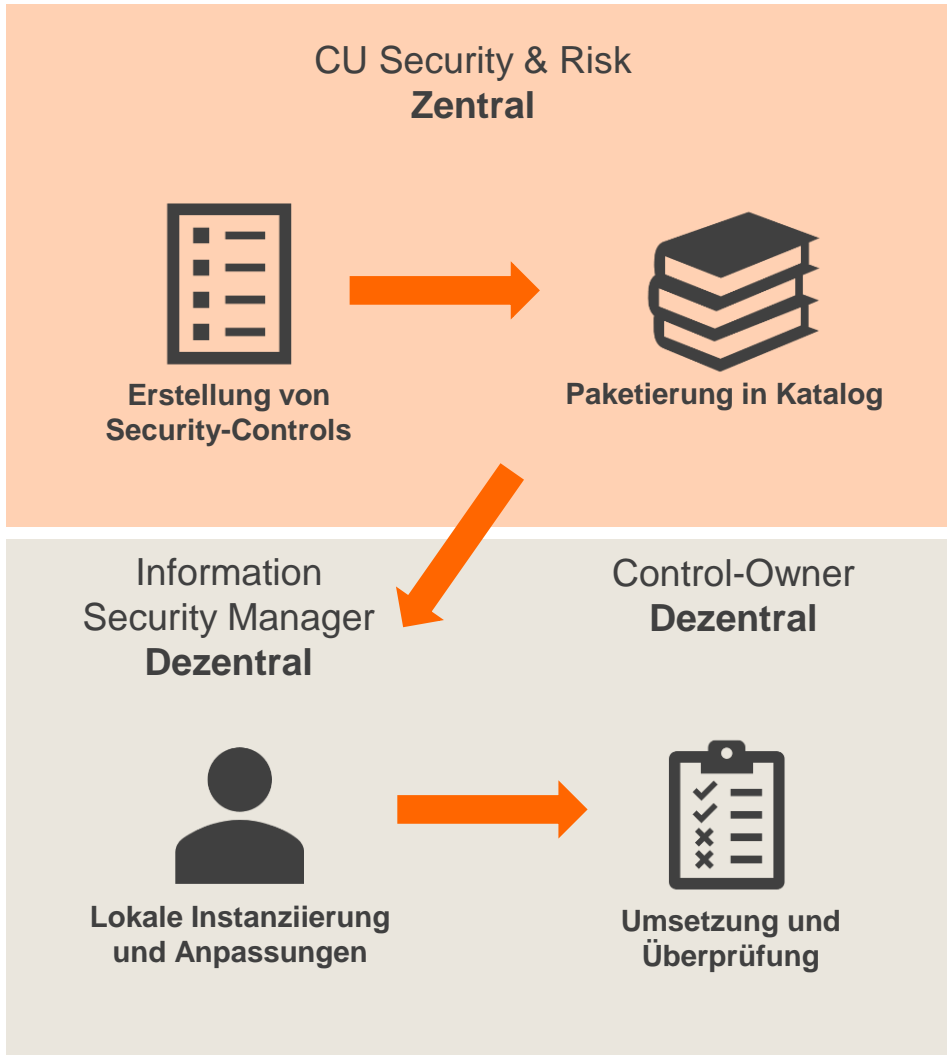 CU Security & Risk
Zentral
Erstellung von
Security-Controls
Paketierung in Katalog
Information
Security Manager
Dezentral
Control-Owner
Dezentral
Lokale Instanziierung
und Anpassungen
Umsetzung und
Überprüfung